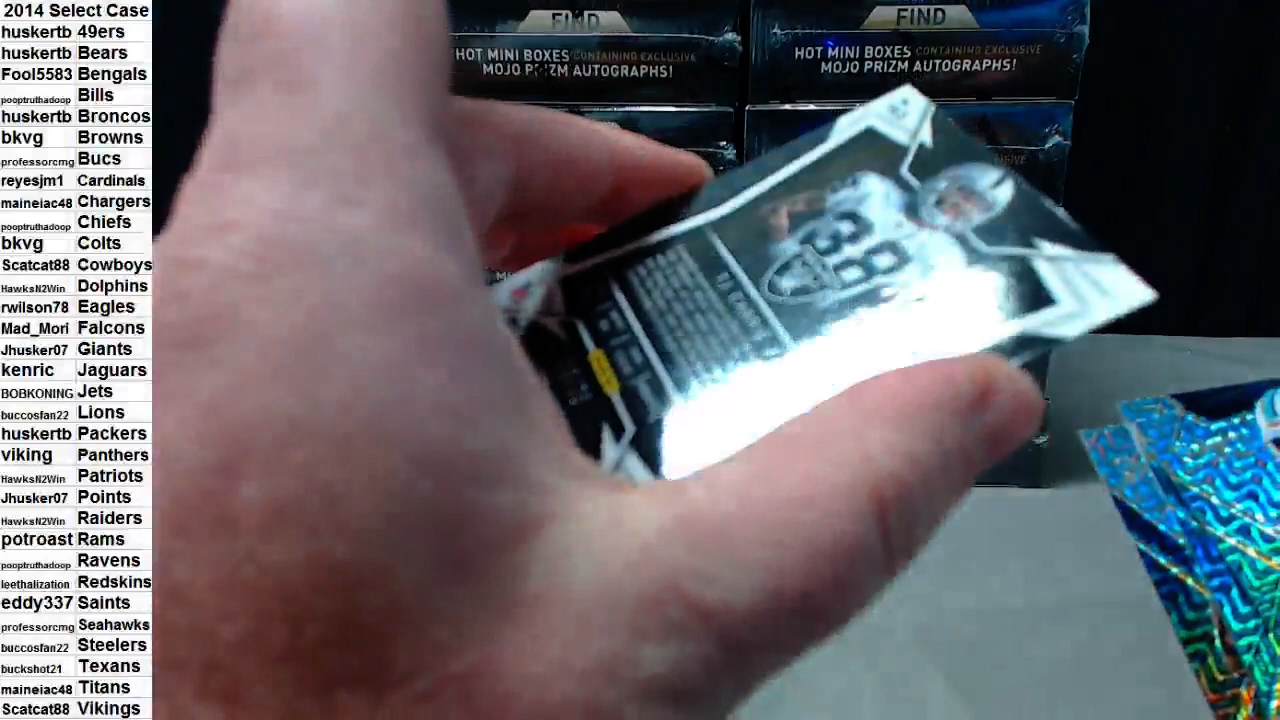 2014 Select Case
huskertb 49ers
huskertb Bears
Fool5583 Bengals
pooptruthadoop Bills
huskertb Broncos
bkvg Browns
professorcmg Bucs
reyesjm1 Cardinals
maineiac48 Chargers
pooptruthadoop Chiefs
bkvg Colts
Scatcat88 Cowboys
HawksN2Win Dolphins
rwilson78 Eagles
Mad_Mori Falcons
Jhusker07 Giants
kenric Jaguars
BOBKONING Jets
buccosfan22 Lions
huskertb Packers
viking Panthers
HawksN2Win Patriots
Jhusker07 Points
HawksN2Win Raiders
potroast Rams
pooptruthadoop Ravens
leethalization Redskins
eddy337 Saints
professorcmg Seahawks
buccosfan22 Steelers
buckshot21 Texans
maineiac48 Titans
Scatcat88 Vikings
FIND
HOT MINI BOXES CONTAINING EXCLUSIVE
MOJO PRIZM AUTOGRAPHS!
FIND
HOT MINI BOXES CONTAINING EXCLUSIVE
MOJO PRIZM AUTOGRAPHS!
38